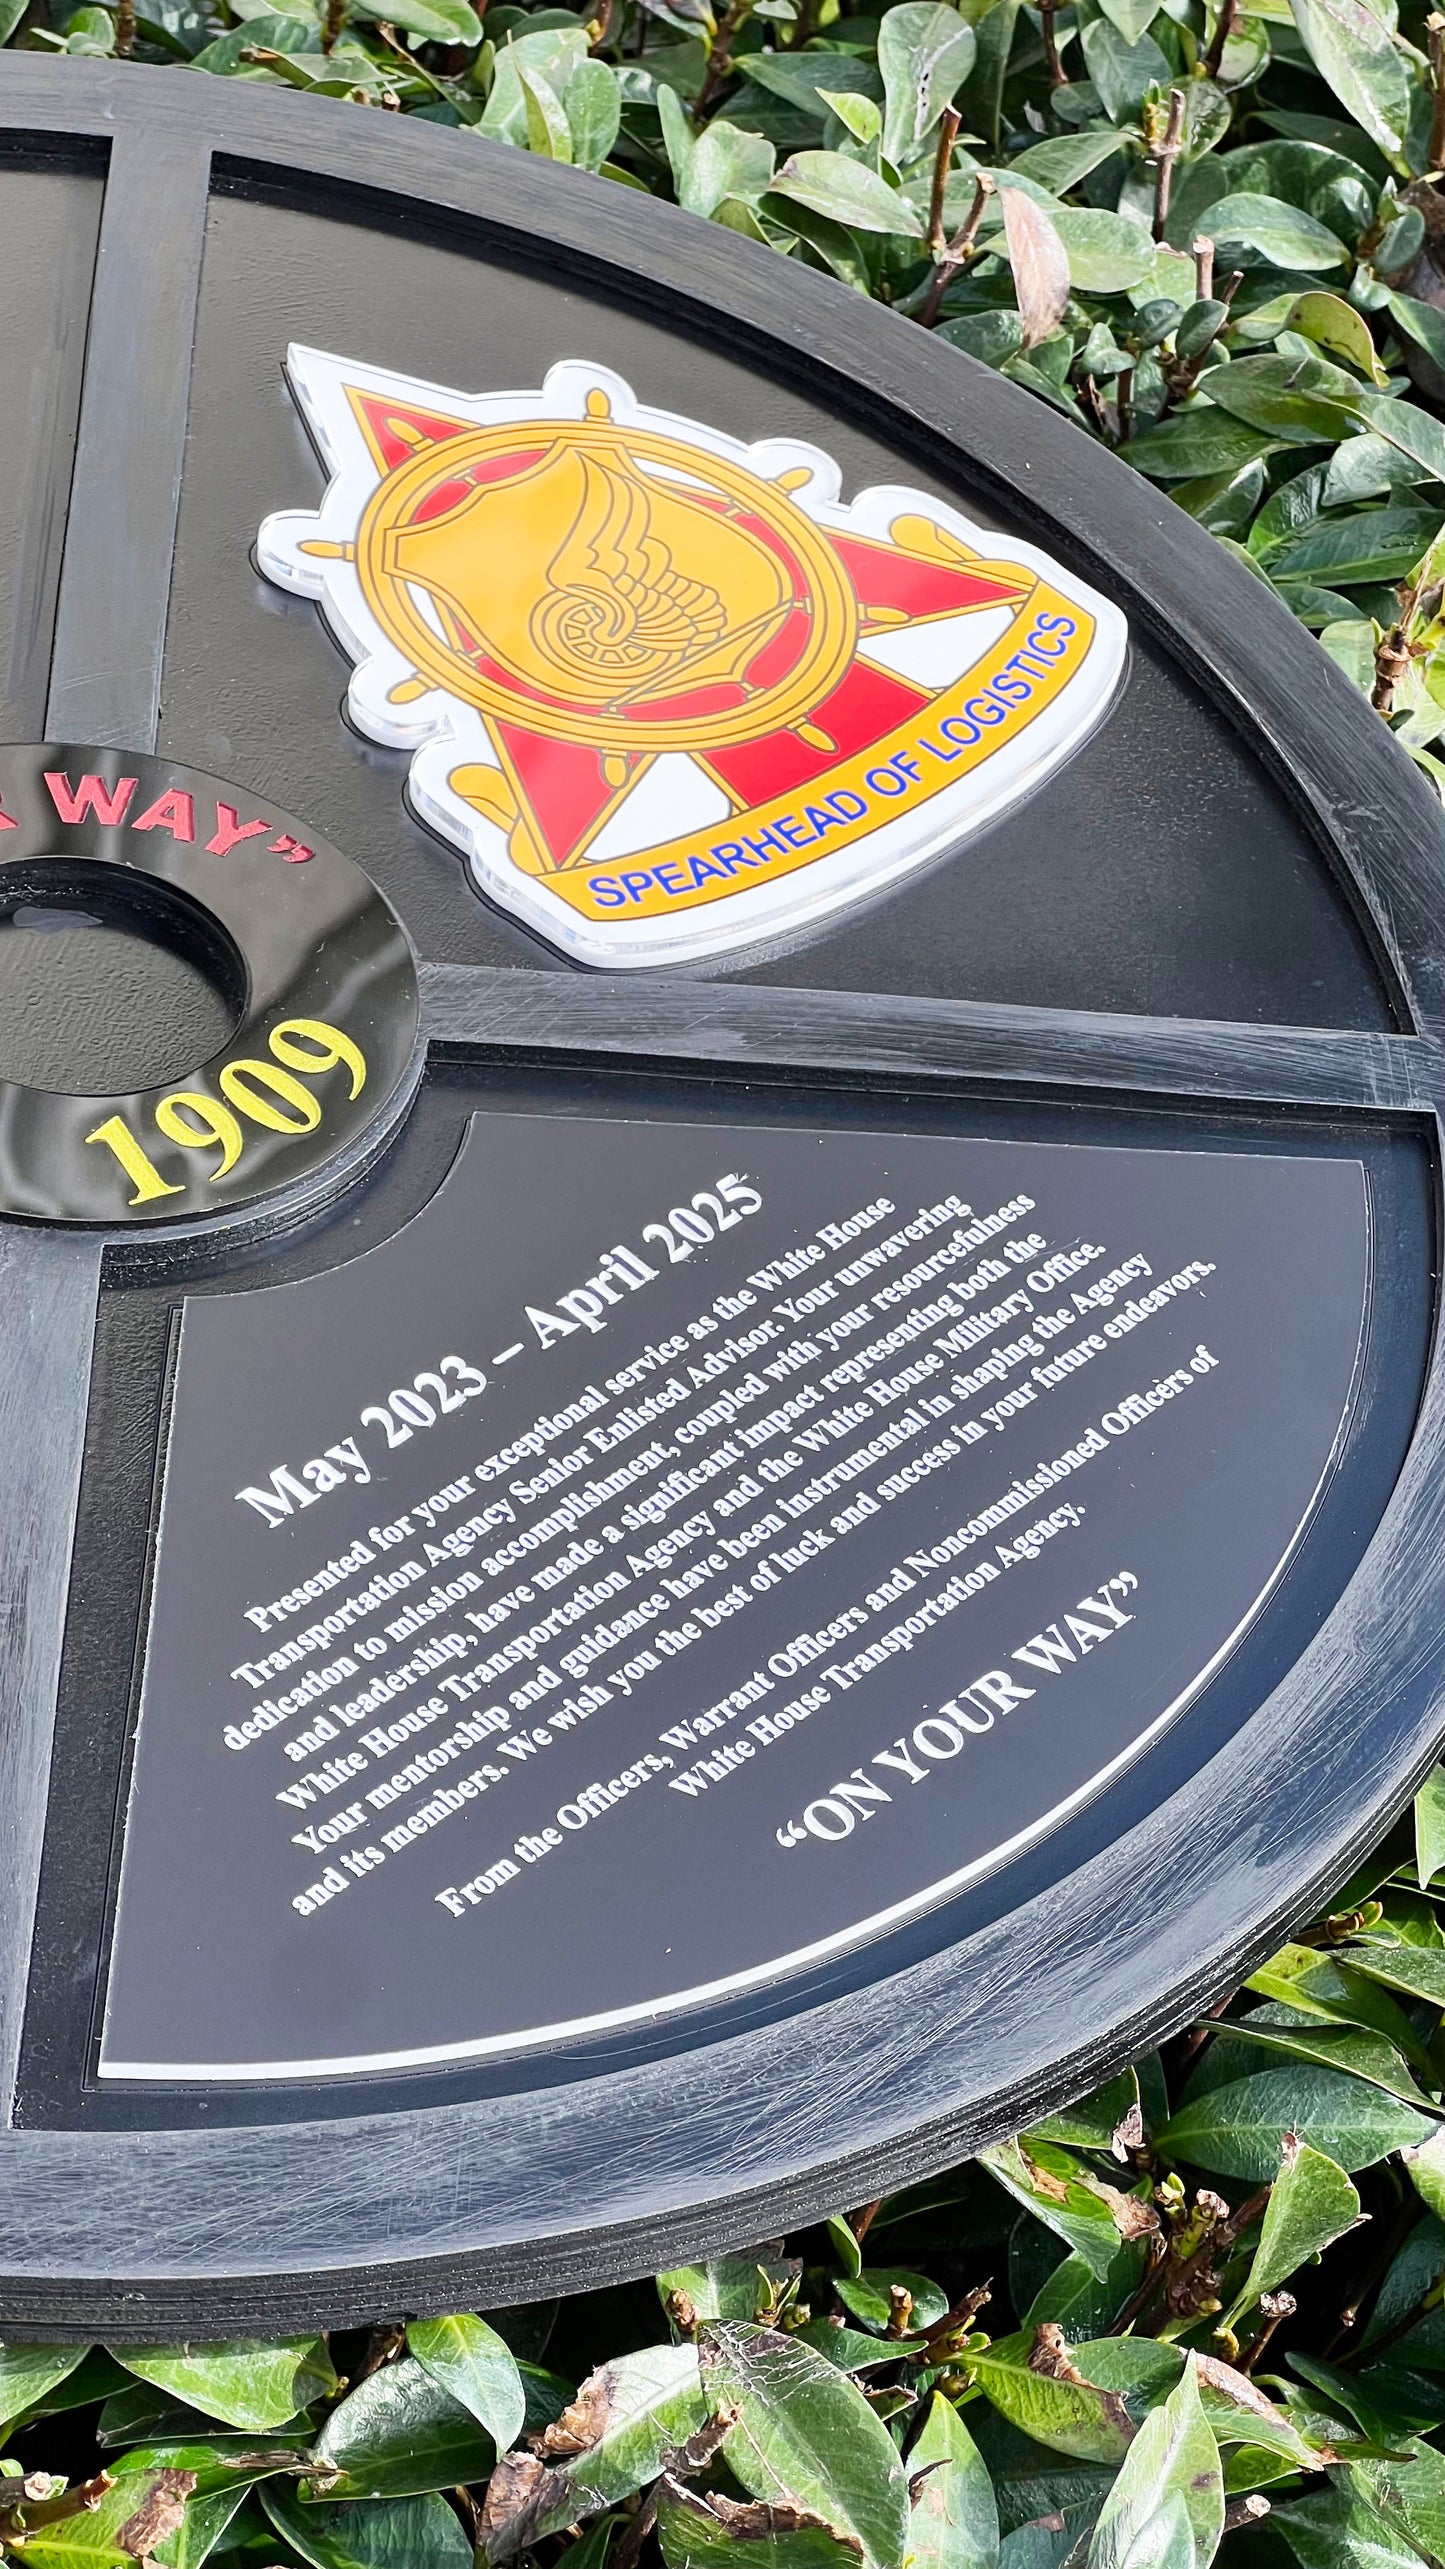 R WAY”
1909
SPEARHEAD OF LOGISTICS
May 2023 – April 2025
Presented for your exceptional service as the White House
Transportation Agency Senior Enlisted Advisor. Your unwavering
dedication to mission accomplishment, coupled with your resourcefulness
and leadership, have made a significant impact representing both the
White House Transportation Agency and the White House Military Office.
Your mentorship and guidance have been instrumental in shaping the Agency
and its members. We wish you the best of luck and success in your future endeavors.
From the Officers, Warrant Officers and Noncommissioned Officers of
White House Transportation Agency.
“ON YOUR WAY”